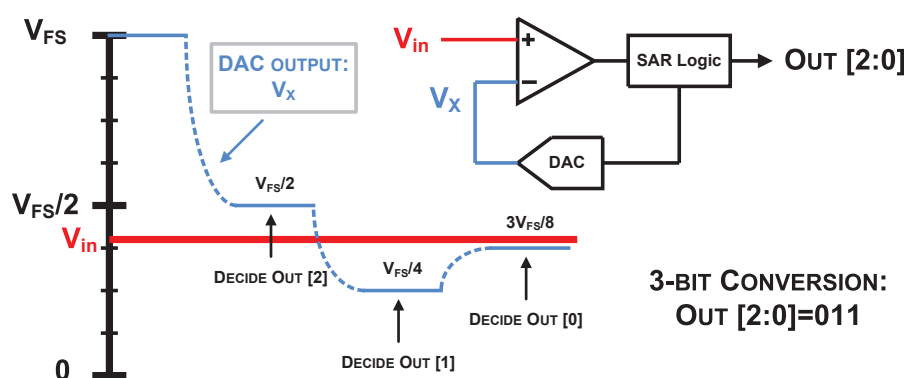 VFS
DAC OUTPUT:
VX
VFS/2
Vin
0
VFS/2
DECIDE OUT [2]
VFS/4
DECIDE OUT [1]
3VFS/8
DECIDE OUT [0]
Vin
+
−
VX
SAR Logic
OUT [2:0]
DAC
3-BIT CONVERSION:
OUT [2:0]=011